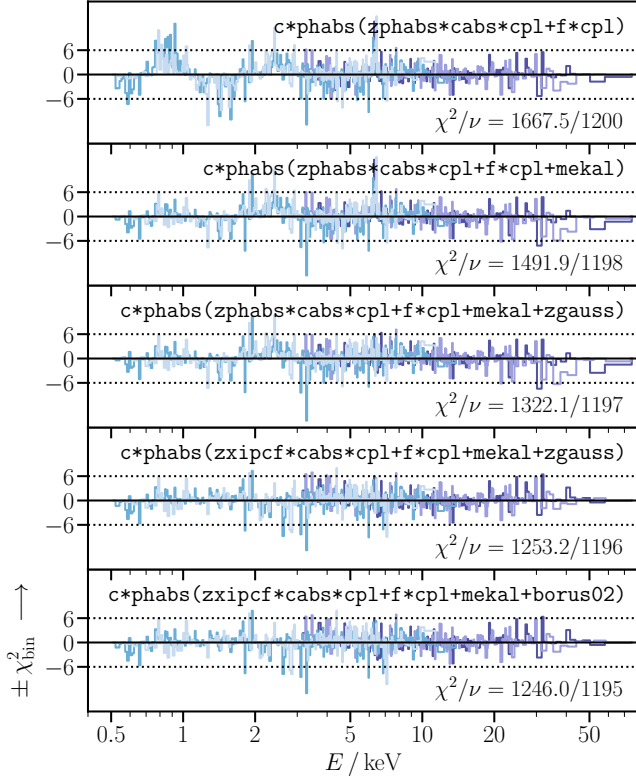 c*phabs(zphabs*cabs*cpl+f*cpl)
6
0
−6
χ²/ν = 1667.5/1200
c*phabs(zphabs*cabs*cpl+f*cpl+mekal)
6
0
−6
χ²/ν = 1491.9/1198
c*phabs(zphabs*cabs*cpl+f*cpl+mekal+zgauss)
6
0
−6
χ²/ν = 1322.1/1197
c*phabs(zxipcf*cabs*cpl+f*cpl+mekal+zgauss)
6
0
−6
χ²/ν = 1253.2/1196
c*phabs(zxipcf*cabs*cpl+f*cpl+mekal+borus02)
6
0
−6
χ²/ν = 1246.0/1195
± χ²bin ⟶
0.5 1 2 5 10 20 50
E / keV